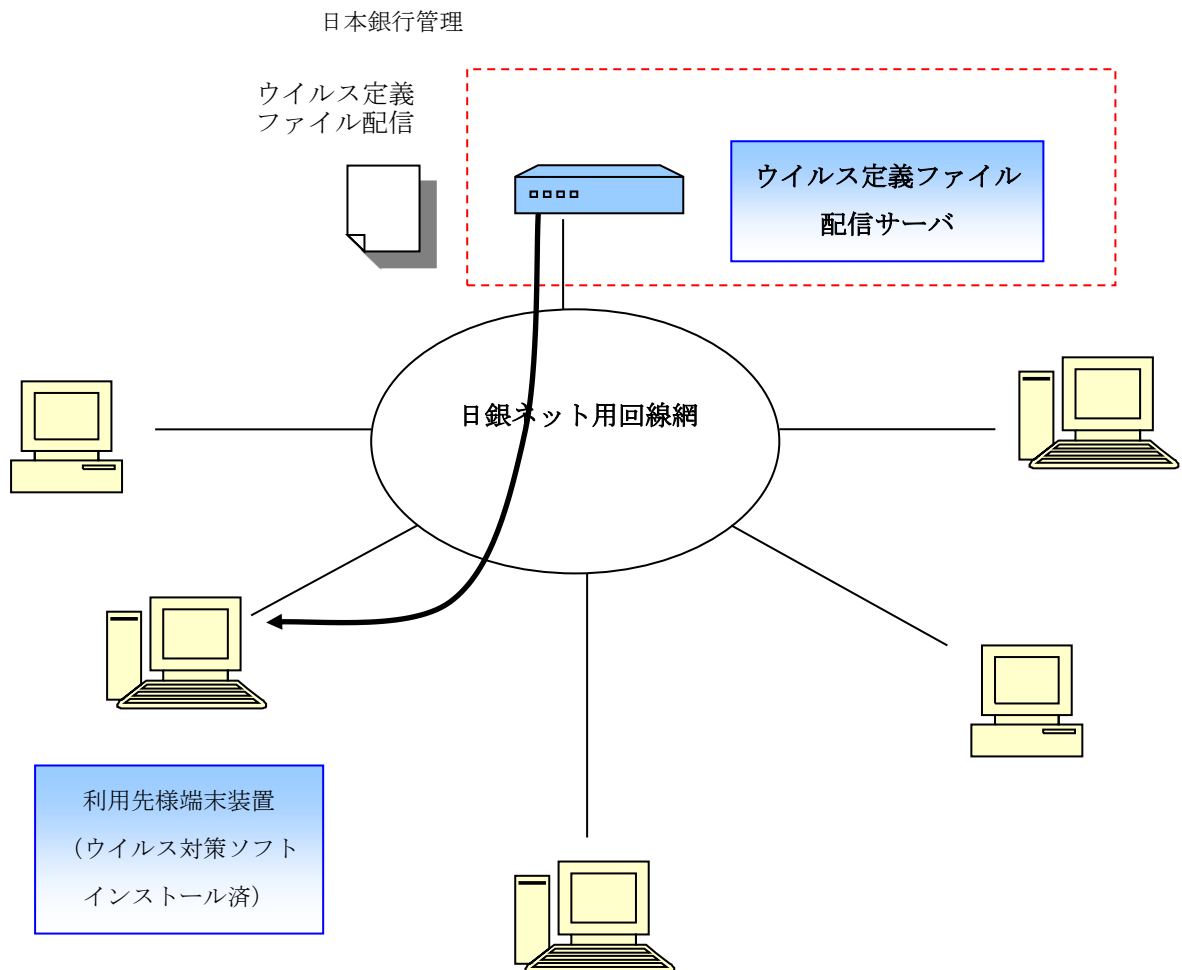 日本銀行管理
ウイルス定義
ファイル配信
ウイルス定義ファイル
配信サーバ
日銀ネット用回線網
利用先様端末装置
（ウイルス対策ソフト
インストール済）